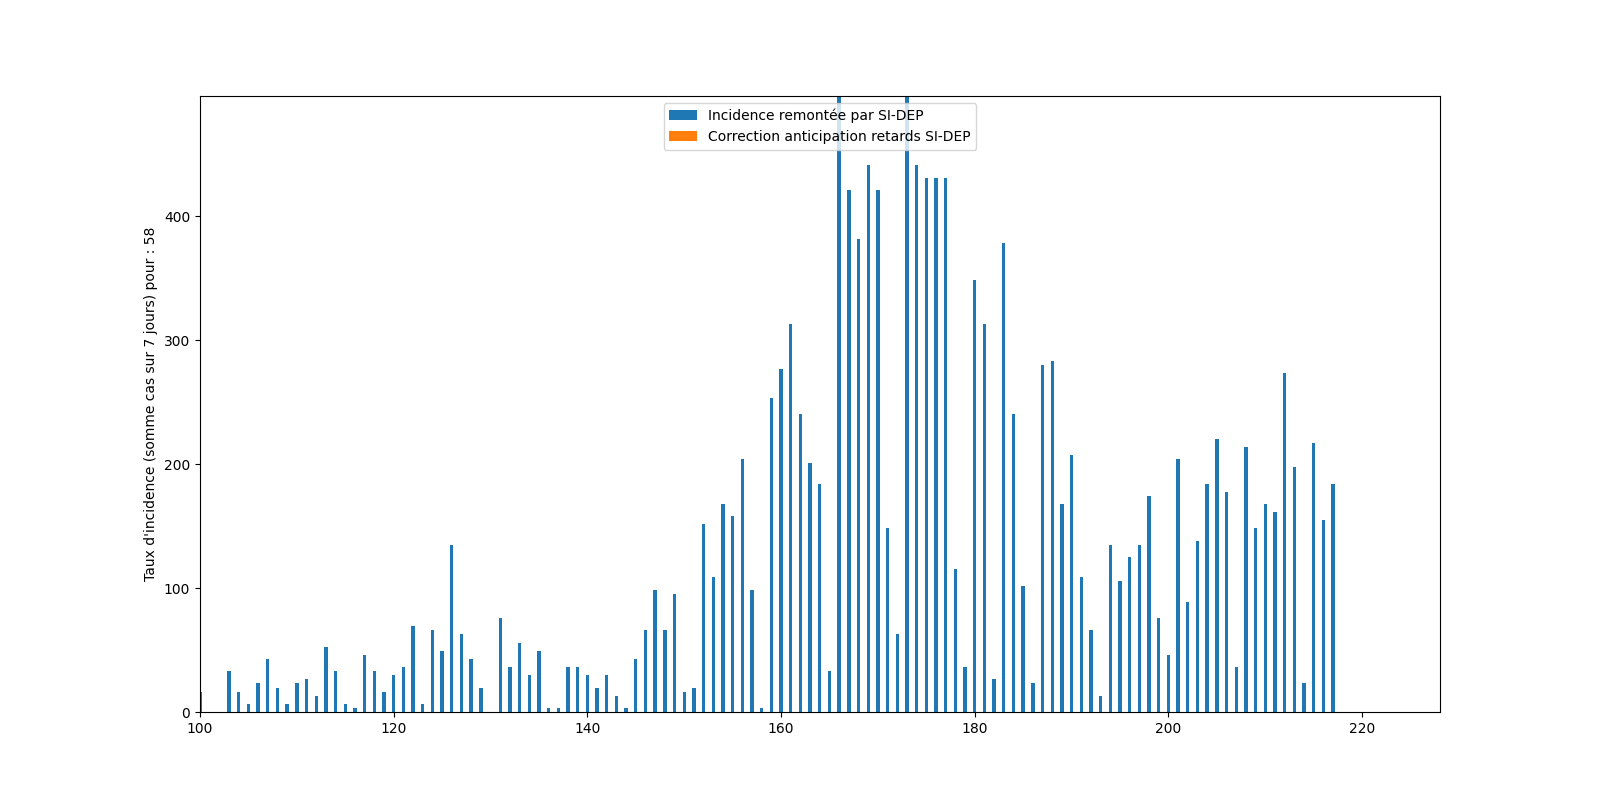 Incidence remontée par SI-DEP
Correction anticipation retards SI-DEP
Taux d'incidence (somme cas sur 7 jours) pour : 58
400
300
200
100
0
100 120 140 160 180 200 220